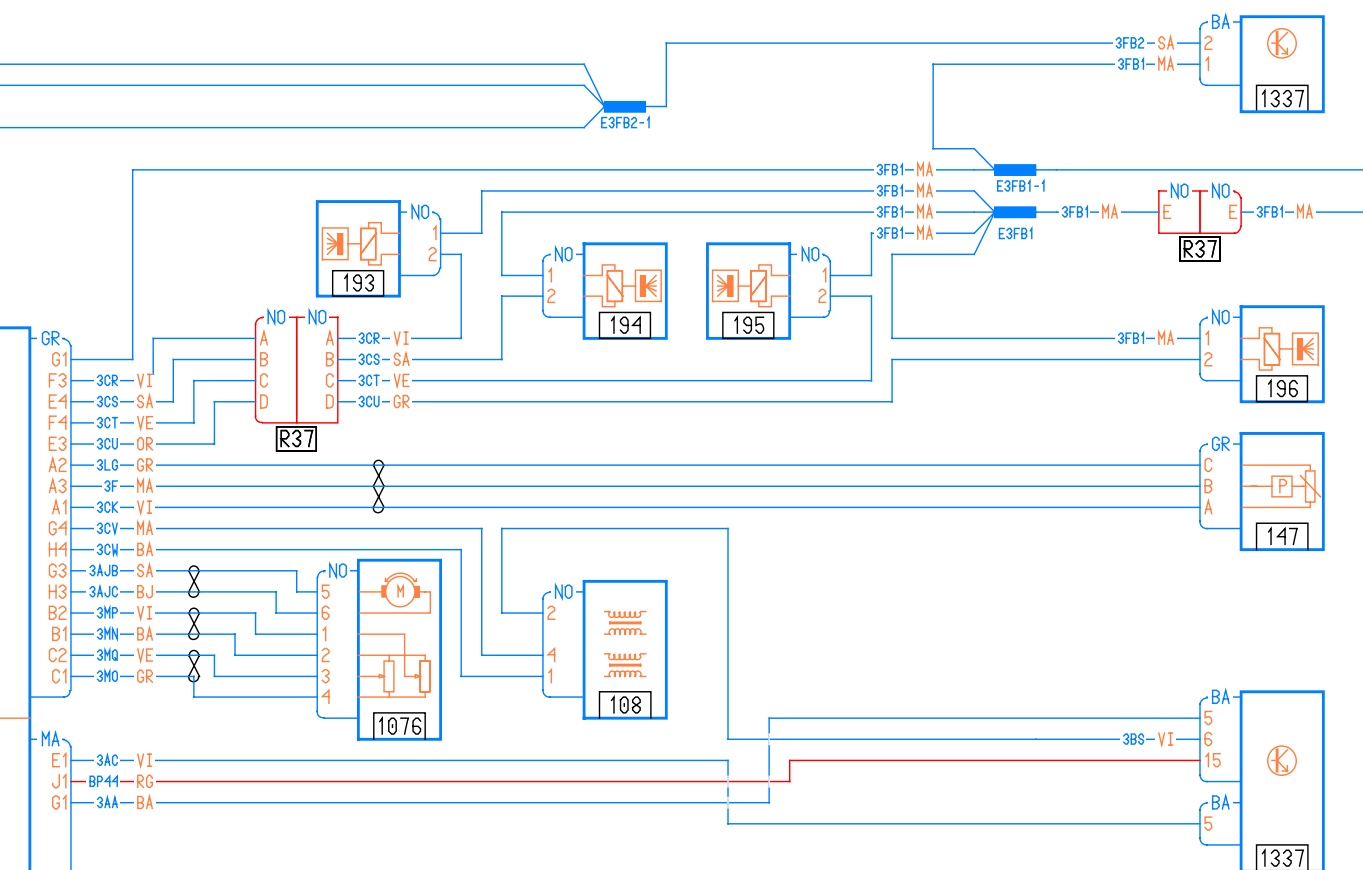 BA
3FB2 SA 2
3FB1 MA 1
1337
E3FB2-1
3FB1 MA
E3FB1-1
3FB1 MA
NO NO
NO
3FB1 MA
3FB1 MA
E E
3FB1 MA
1
3FB1 MA
E3FB1
2
193
R37
NO
NO
1
1
2
2
194
195
NO NO
NO
GR
A A 3CR VI
3FB1 MA 1
G1
B B 3CS SA
2
F3 3CR VI
C C 3CT VE
196
E4 3CS SA
D D 3CU GR
F4 3CT VE
R37
E3 3CU OR
GR
A2 3LG GR
C
A3 3F MA
B
P
A1 3CK VI
A
G4 3CV MA
147
H4 3CW BA
G3 3AJB SA
NO
M
H3 3AJC BJ
5
NO
B2 3MP VI
6
2
B1 3MN BA
1
C2 3MQ VE
2
4
C1 3MO GR
3
1
4
BA
108
1076
5
MA
3BS VI 6
E1 3AC VI
15
J1 BP44 RG
G1 3AA BA
BA
5
1337